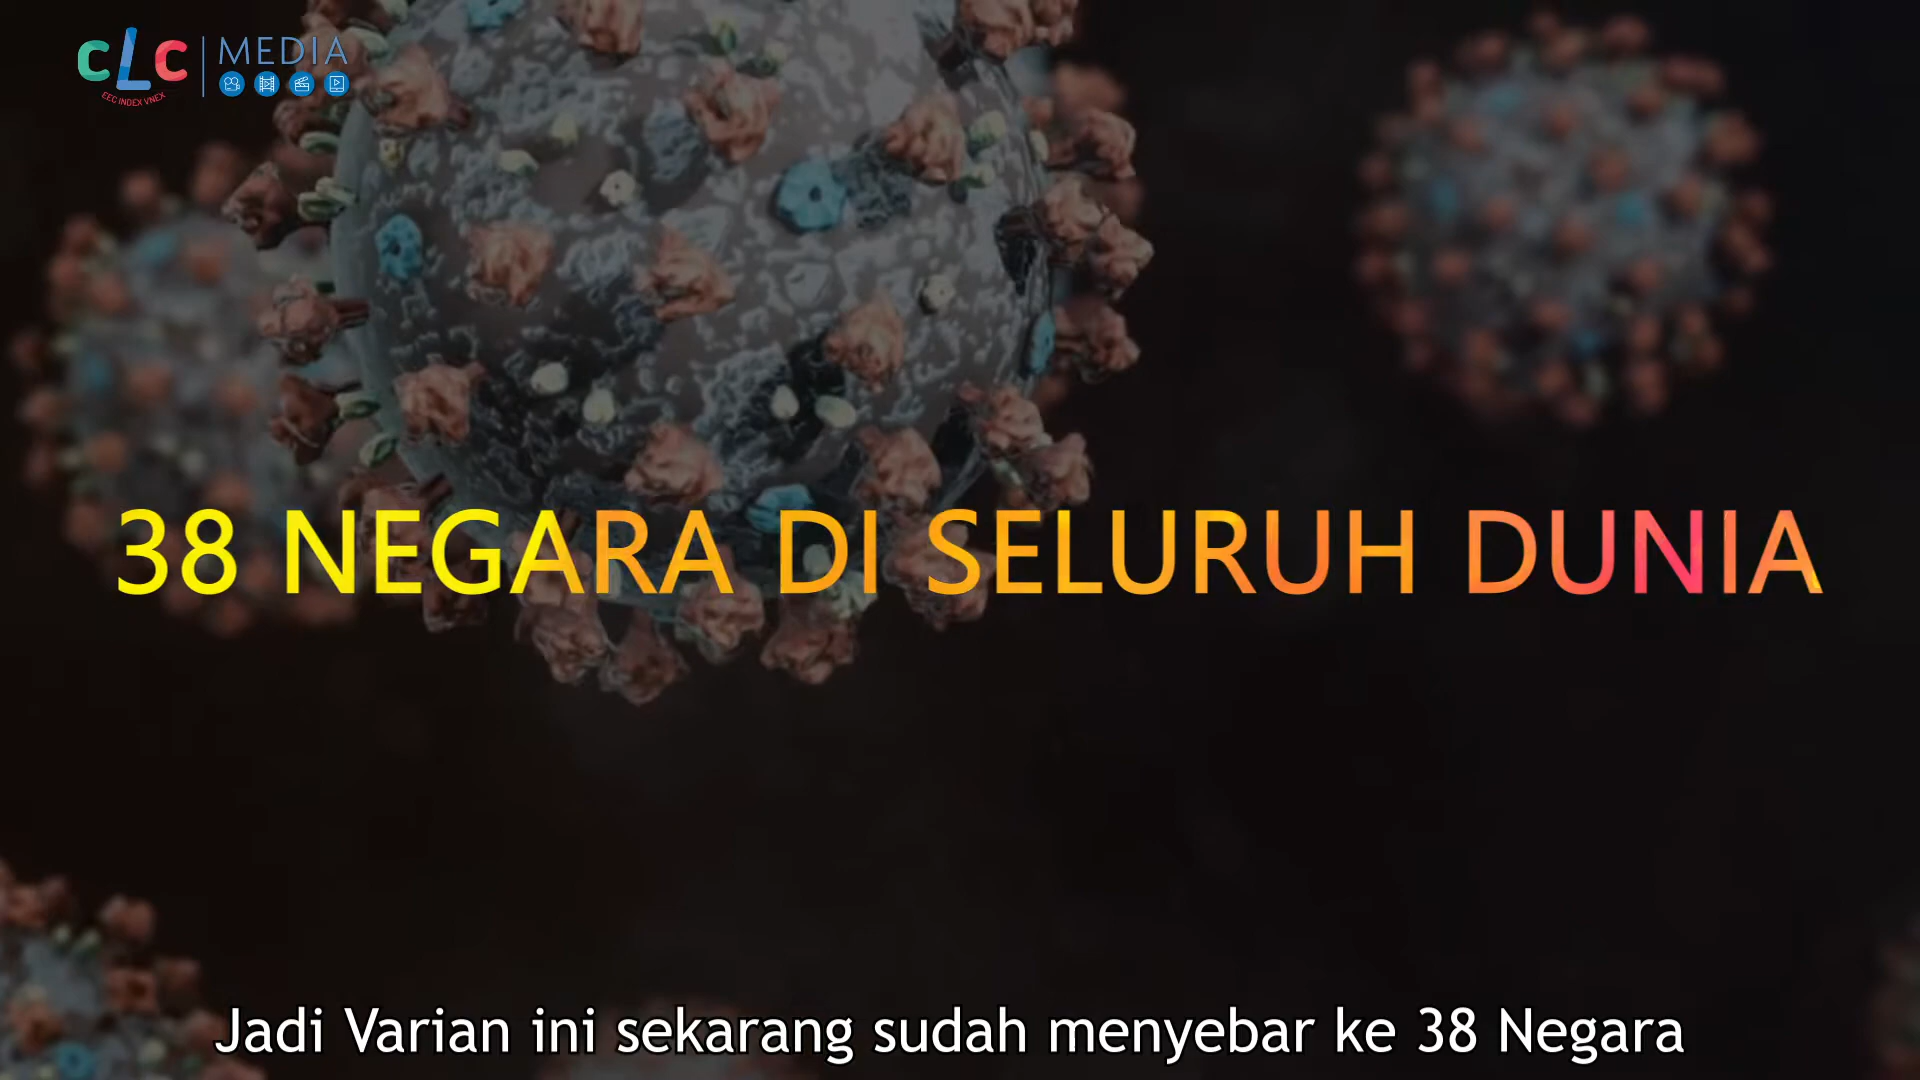 CLC
MEDIA
EEC INDEX VNEX
38 NEGARA DI SELURUH DUNIA
Jadi Varian ini sekarang sudah menyebar ke 38 Negara